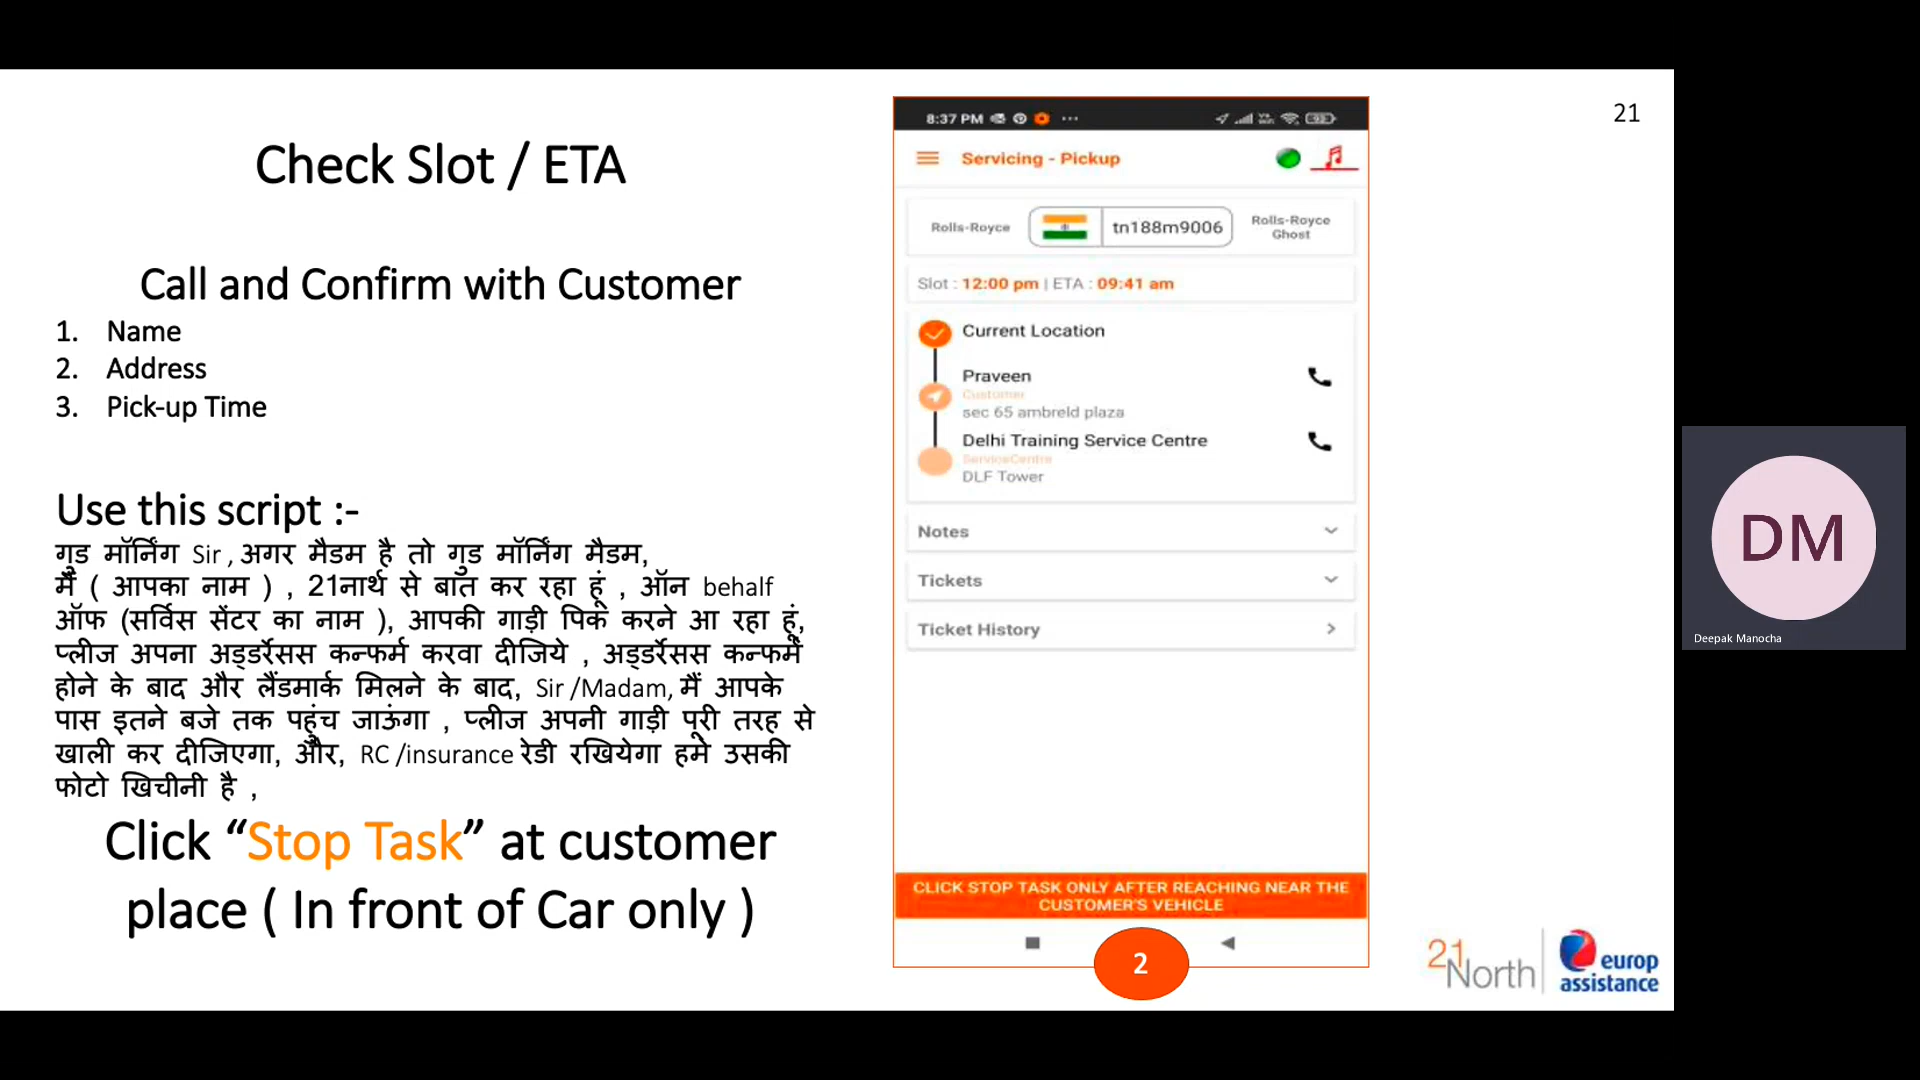 21
Check Slot / ETA
Call and Confirm with Customer
1. Name
2. Address
3. Pick-up Time
Use this script :-
गुड मॉर्निंग Sir , अगर मैडम है तो गुड मॉर्निंग मैडम,
मैं ( आपका नाम ) , 21नार्थ से बात कर रहा हूं , ऑन behalf
ऑफ (सर्विस सेंटर का नाम ), आपकी गाड़ी पिक करने आ रहा हूं,
प्लीज अपना अड्डर्रेसस कन्फर्म करवा दीजिये , अड्डर्रेसस कन्फर्म
होने के बाद और लैंडमार्क मिलने के बाद, Sir /Madam, मैं आपके
पास इतने बजे तक पहुंच जाऊंगा , प्लीज अपनी गाड़ी पूरी तरह से
खाली कर दीजिएगा, और, RC /insurance रेडी रखियेगा हमे उसकी
फोटो खिचीनी है ,
Click “Stop Task” at customer
place ( In front of Car only )
8:37 PM
Servicing - Pickup
Rolls-Royce
tn188m9006
Rolls-Royce
Ghost
Slot : 12:00 pm | ETA : 09:41 am
Current Location
Praveen
Customer
sec 65 ambreld plaza
Delhi Training Service Centre
ServiceCentre
DLF Tower
Notes
Tickets
Ticket History
CLICK STOP TASK ONLY AFTER REACHING NEAR THE
CUSTOMER'S VEHICLE
2
21North
europ
assistance
DM
Deepak Manocha